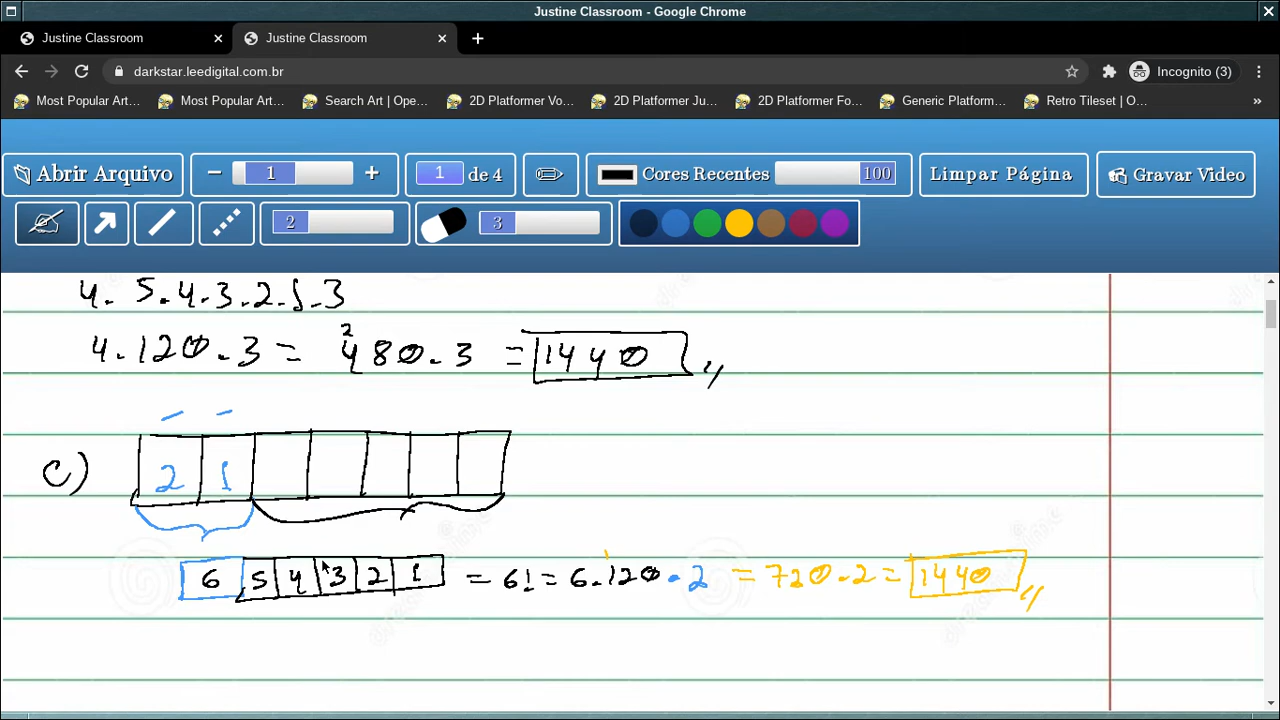 Justine Classroom - Google Chrome
Justine Classroom
Justine Classroom
darkstar.leedigital.com.br
Incognito (3)
Most Popular Art...
Most Popular Art...
Search Art | Ope...
2D Platformer Vo...
2D Platformer Ju...
2D Platformer Fo...
Generic Platform...
Retro Tileset | O...
Abrir Arquivo
− 1 +
1 de 4
Cores Recentes 100
Limpar Página
Gravar Video
2
3
4. 5.4.3.2.1.3
2
4.120.3 = 480.3 = 1440
c) 2 1
6 5 4 3 2 1 = 6! = 6.120.2 = 720.2 = 1440